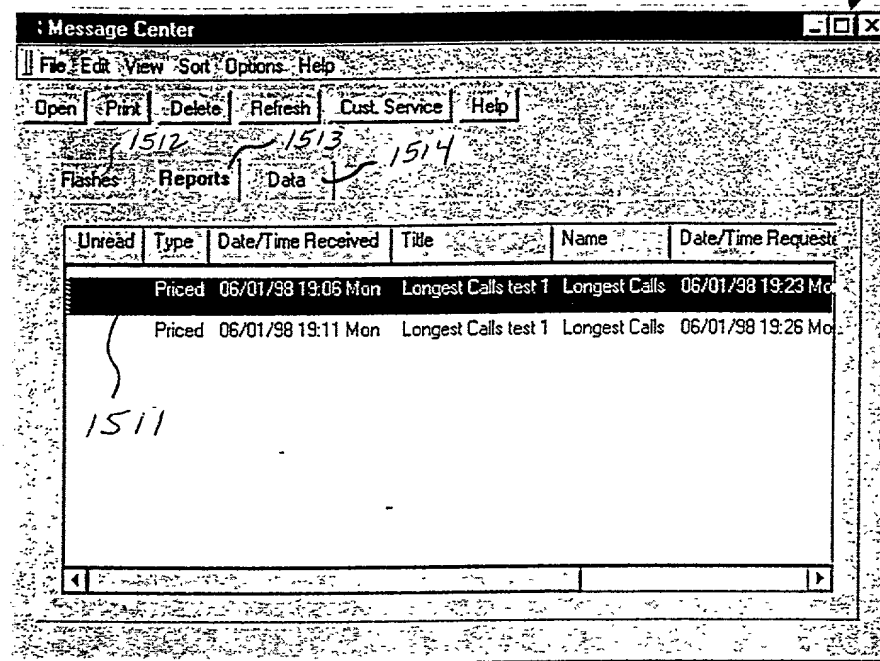 Message Center
File Edit View Sort Options Help
Open Print Delete Refresh Cust. Service Help
1512 1513 1514
Flashes Reports Data
Unread Type Date/Time Received Title Name Date/Time Requeste
Priced 06/01/98 19:06 Mon Longest Calls test 1 Longest Calls 06/01/98 19:23 Mo
Priced 06/01/98 19:11 Mon Longest Calls test 1 Longest Calls 06/01/98 19:26 Mo
1511